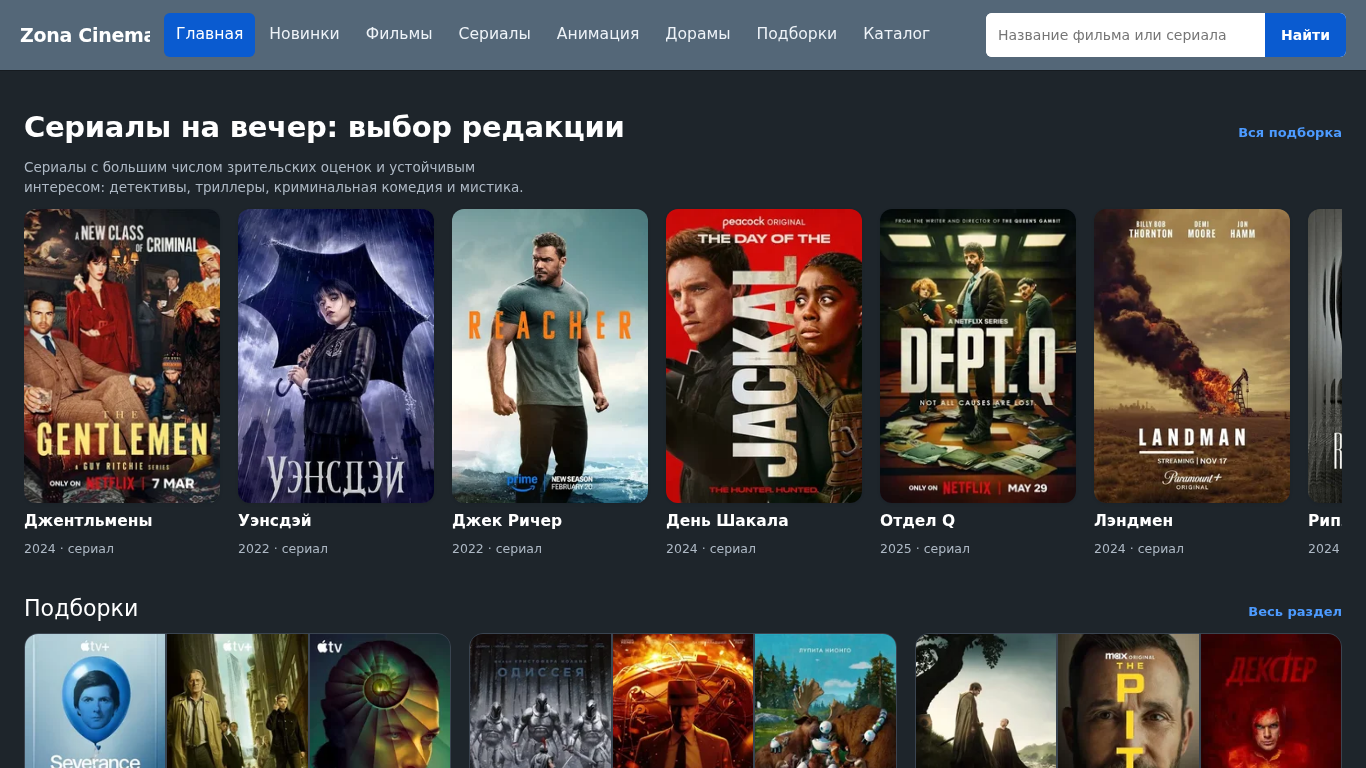 Zona Cinema
Главная
Новинки
Фильмы
Сериалы
Анимация
Дорамы
Подборки
Каталог
Название фильма или сериала
Найти
Сериалы на вечер: выбор редакции
Вся подборка
Сериалы с большим числом зрительских оценок и устойчивым
интересом: детективы, триллеры, криминальная комедия и мистика.
A NEW CLASS OF CRIMINAL
THE
GENTLEMEN
A GUY RITCHIE SERIES
ONLY ON NETFLIX | 7 MAR
УЭНСДЭЙ
REACHER
prime
NEW SEASON
FEBRUARY 20
peacock ORIGINAL
THE DAY OF THE
JACKAL
THE HUNTER. HUNTED.
FROM THE WRITER AND DIRECTOR OF THE QUEEN'S GAMBIT
A NETFLIX SERIES
DEPT. Q
NOT ALL CAUSES ARE LOST
ONLY ON NETFLIX | MAY 29
BILLY BOB THORNTON
DEMI MOORE
JON HAMM
LANDMAN
STREAMING | NOV 17
Paramount+
ORIGINAL
R
Джентльмены
Уэнсдэй
Джек Ричер
День Шакала
Отдел Q
Лэндмен
Рип
2024 · сериал
2022 · сериал
2022 · сериал
2024 · сериал
2025 · сериал
2024 · сериал
2024
Подборки
Весь раздел
tv+
Severance
tv+
tv
ОДИССЕЯ
ЛУПИТА НИОНГО
max ORIGINAL
THE
PIT
ДЕКСТЕР